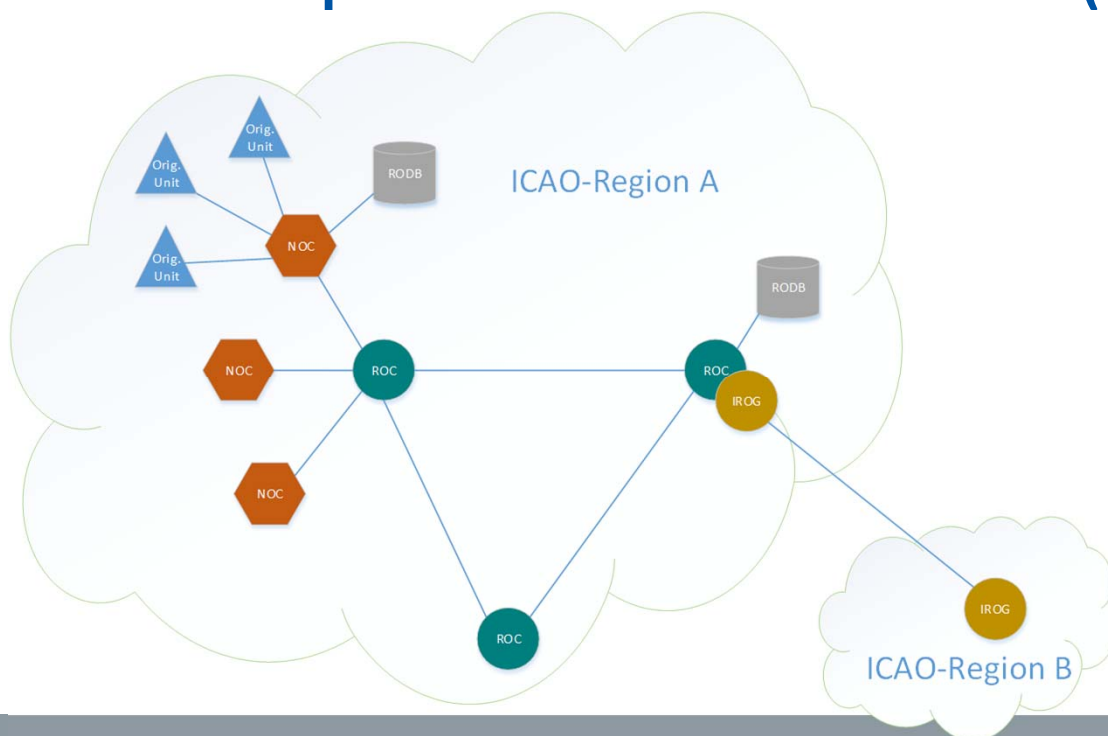 Orig.
Unit
Orig.
Unit
RODB
ICAO-Region A
NOC
Orig.
Unit
RODB
NOC
ROC
ROC
IROG
NOC
IROG
ROC
ICAO-Region B